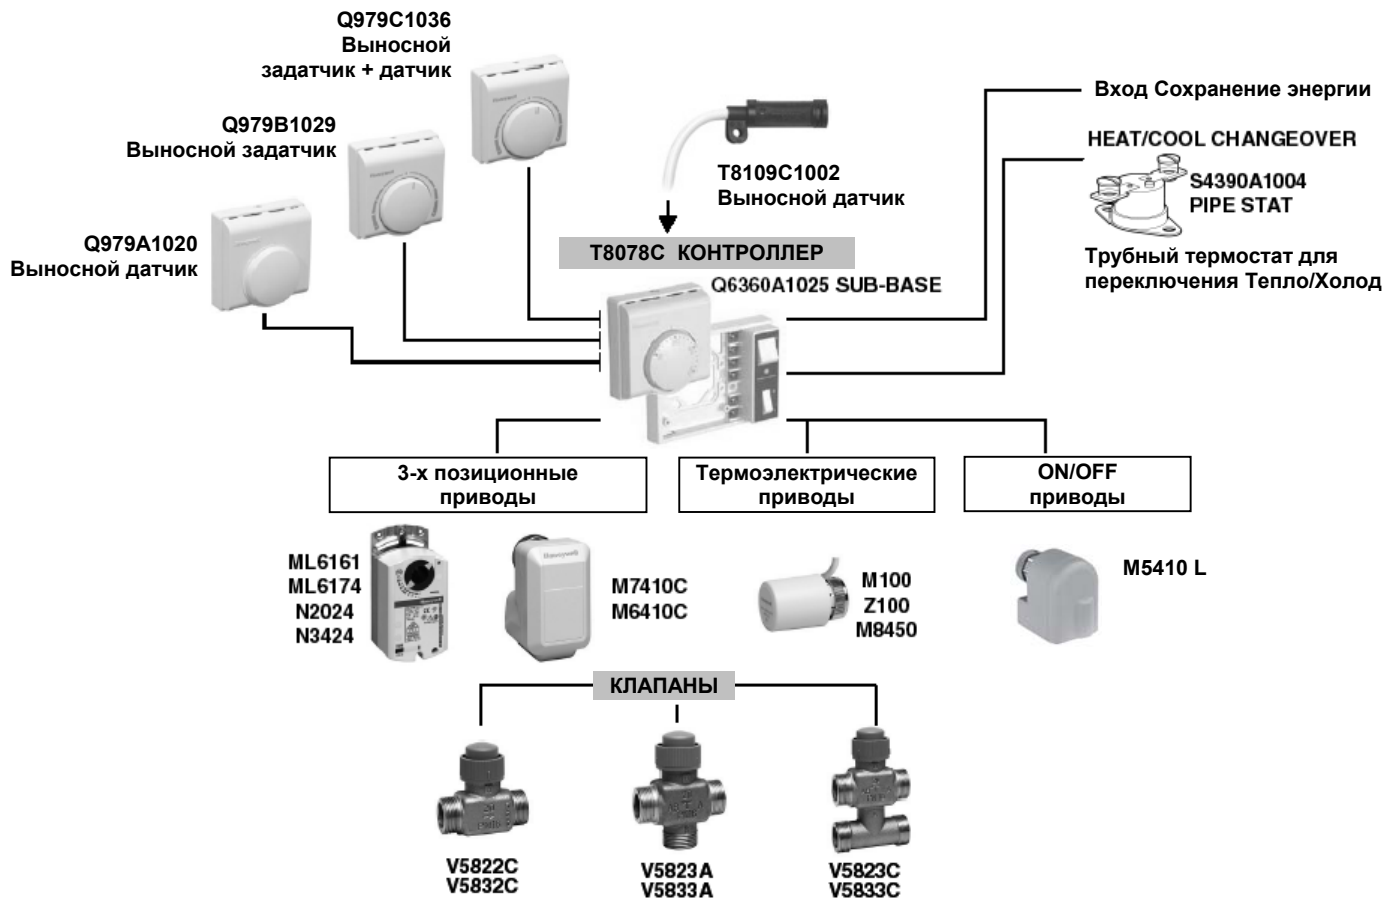 Q979C1036
Выносной
задатчик + датчик
Q979B1029
Выносной задатчик
Q979A1020
Выносной датчик
T8109C1002
Выносной датчик
T8078C КОНТРОЛЛЕР
Q6360A1025 SUB-BASE
Вход Сохранение энергии
HEAT/COOL CHANGEOVER
S4390A1004
PIPE STAT
Трубный термостат для
переключения Тепло/Холод
3-х позиционные
приводы
Термоэлектрические
приводы
ON/OFF
приводы
ML6161
ML6174
N2024
N3424
Honeywell
M7410C
M6410C
M100
Z100
M8450
M5410 L
КЛАПАНЫ
V5822C
V5832C
V5823A
V5833A
V5823C
V5833C